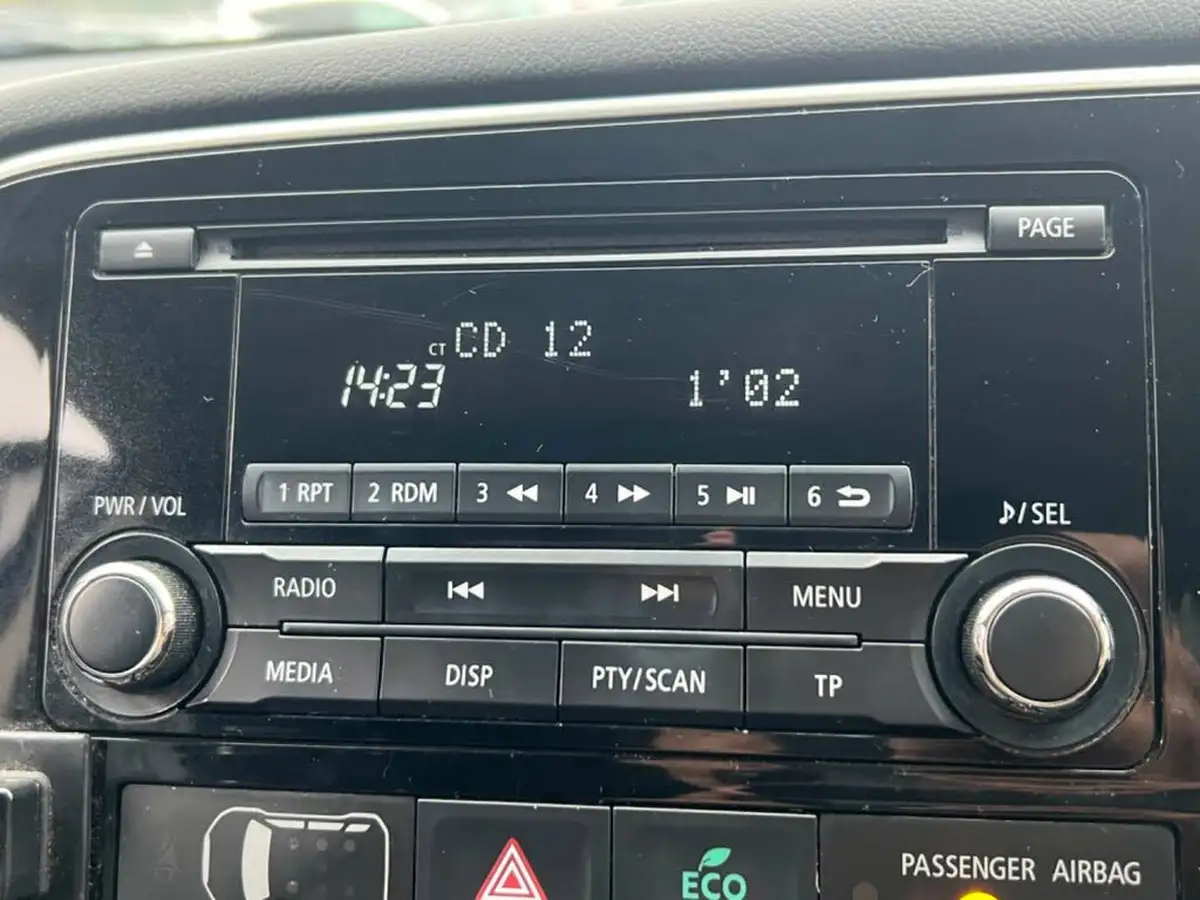 PAGE
CT CD 12
14:23 1'02
1 RPT 2 RDM 3 4 5 6
PWR/VOL
/SEL
RADIO MENU
MEDIA DISP PTY/SCAN TP
ECO
PASSENGER AIRBAG